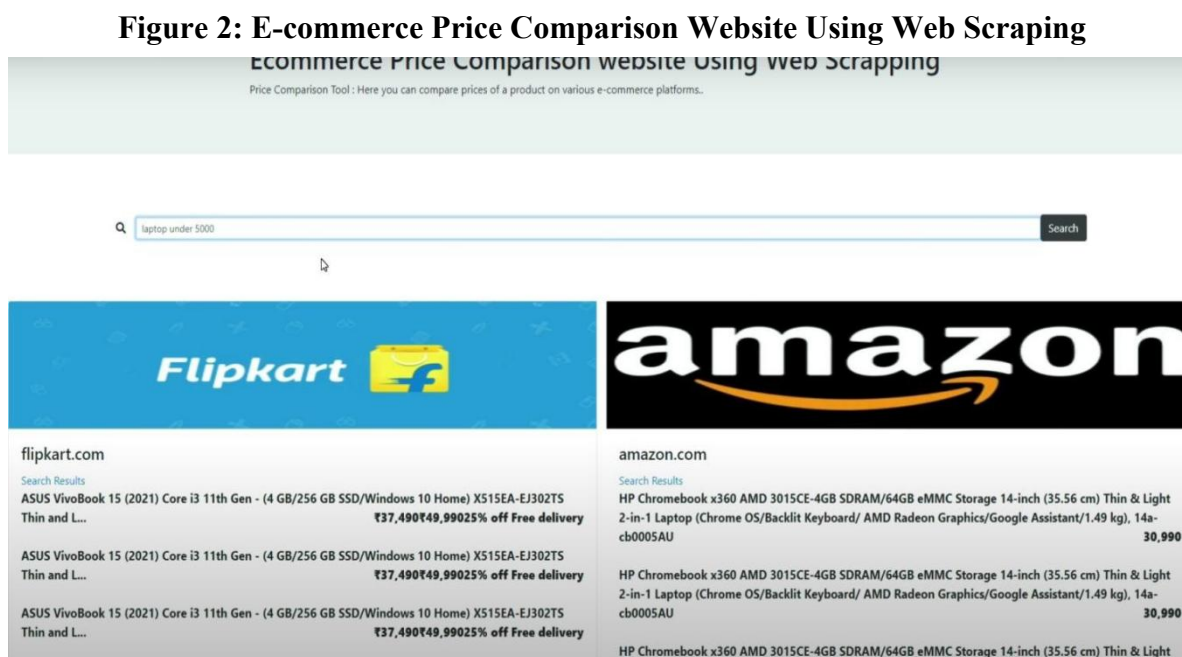 Figure 2: E-commerce Price Comparison Website Using Web Scraping
Ecommerce Price Comparison website Using Web Scrapping
Price Comparison Tool : Here you can compare prices of a product on various e-commerce platforms..
laptop under 5000
Search
Flipkart
flipkart.com
Search Results
ASUS VivoBook 15 (2021) Core i3 11th Gen - (4 GB/256 GB SSD/Windows 10 Home) X515EA-EJ302TS
Thin and L... ₹37,490₹49,99025% off Free delivery
ASUS VivoBook 15 (2021) Core i3 11th Gen - (4 GB/256 GB SSD/Windows 10 Home) X515EA-EJ302TS
Thin and L... ₹37,490₹49,99025% off Free delivery
ASUS VivoBook 15 (2021) Core i3 11th Gen - (4 GB/256 GB SSD/Windows 10 Home) X515EA-EJ302TS
Thin and L... ₹37,490₹49,99025% off Free delivery
amazon
amazon.com
Search Results
HP Chromebook x360 AMD 3015CE-4GB SDRAM/64GB eMMC Storage 14-inch (35.56 cm) Thin & Light
2-in-1 Laptop (Chrome OS/Backlit Keyboard/ AMD Radeon Graphics/Google Assistant/1.49 kg), 14a-
cb0005AU 30,990
HP Chromebook x360 AMD 3015CE-4GB SDRAM/64GB eMMC Storage 14-inch (35.56 cm) Thin & Light
2-in-1 Laptop (Chrome OS/Backlit Keyboard/ AMD Radeon Graphics/Google Assistant/1.49 kg), 14a-
cb0005AU 30,990
HP Chromebook x360 AMD 3015CE-4GB SDRAM/64GB eMMC Storage 14-inch (35.56 cm) Thin & Light